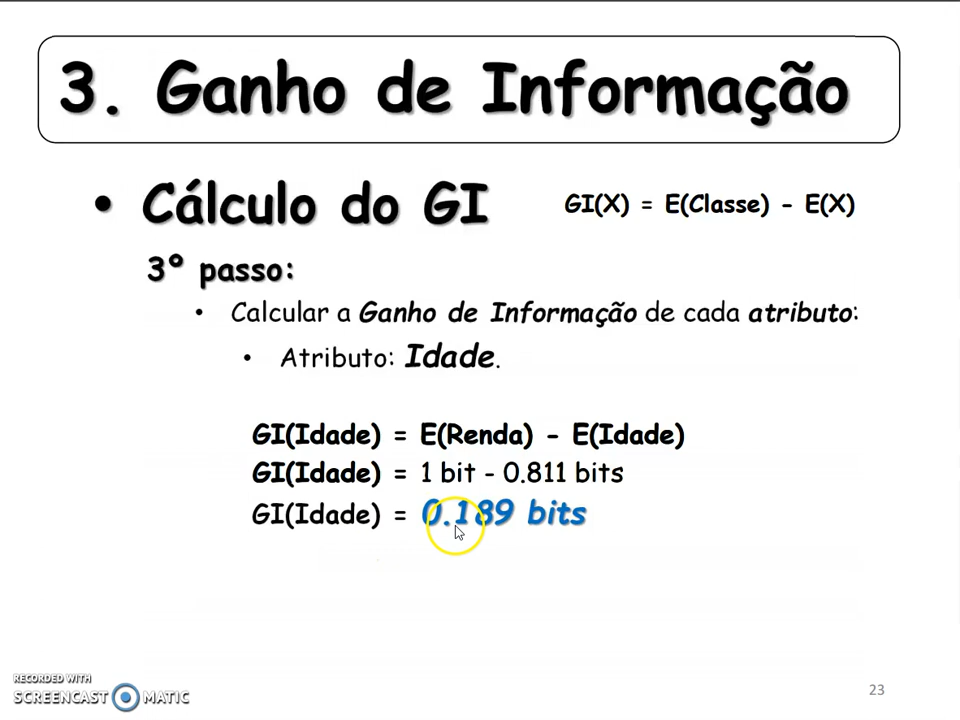 3. Ganho de Informação
• Cálculo do GI
GI(X) = E(Classe) - E(X)
3º passo:
• Calcular a Ganho de Informação de cada atributo:
• Atributo: Idade.
GI(Idade) = E(Renda) - E(Idade)
GI(Idade) = 1 bit - 0.811 bits
GI(Idade) = 0.189 bits
RECORDED WITH
SCREENCAST MATIC
23